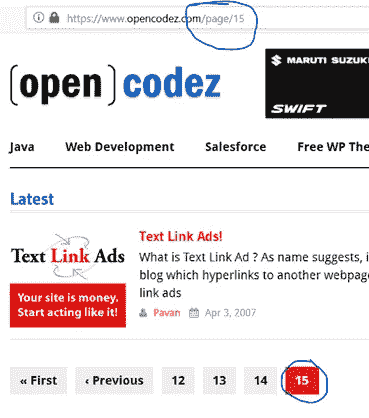 https://www.opencodez.com/page/15
(open) codez
MARUTI SUZUKI
SWIFT
Java Web Development Salesforce Free WP The
Latest
Text Link Ads
Your site is money.
Start acting like it!
Text Link Ads!
What is Text Link Ad ? As name suggests, i
blog which hyperlinks to another webpage
link ads
Pavan Apr 3, 2007
« First ‹ Previous 12 13 14 15